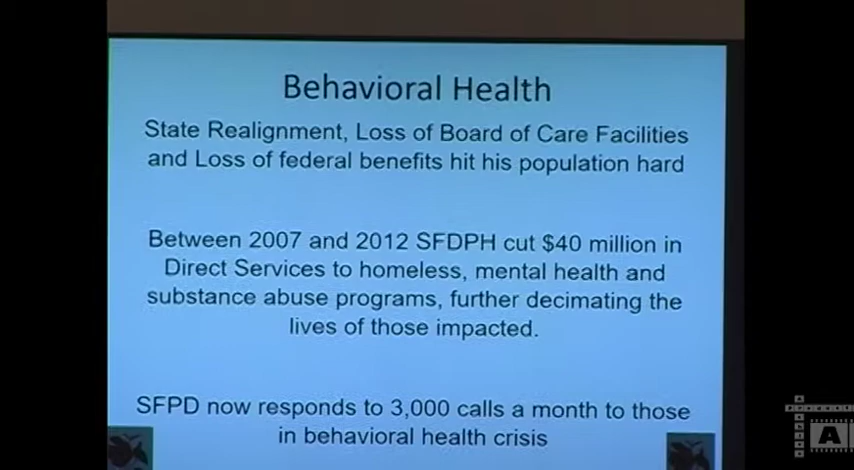 Behavioral Health
State Realignment, Loss of Board of Care Facilities
and Loss of federal benefits hit his population hard
Between 2007 and 2012 SFDPH cut $40 million in
Direct Services to homeless, mental health and
substance abuse programs, further decimating the
lives of those impacted.
SFPD now responds to 3,000 calls a month to those
in behavioral health crisis
A